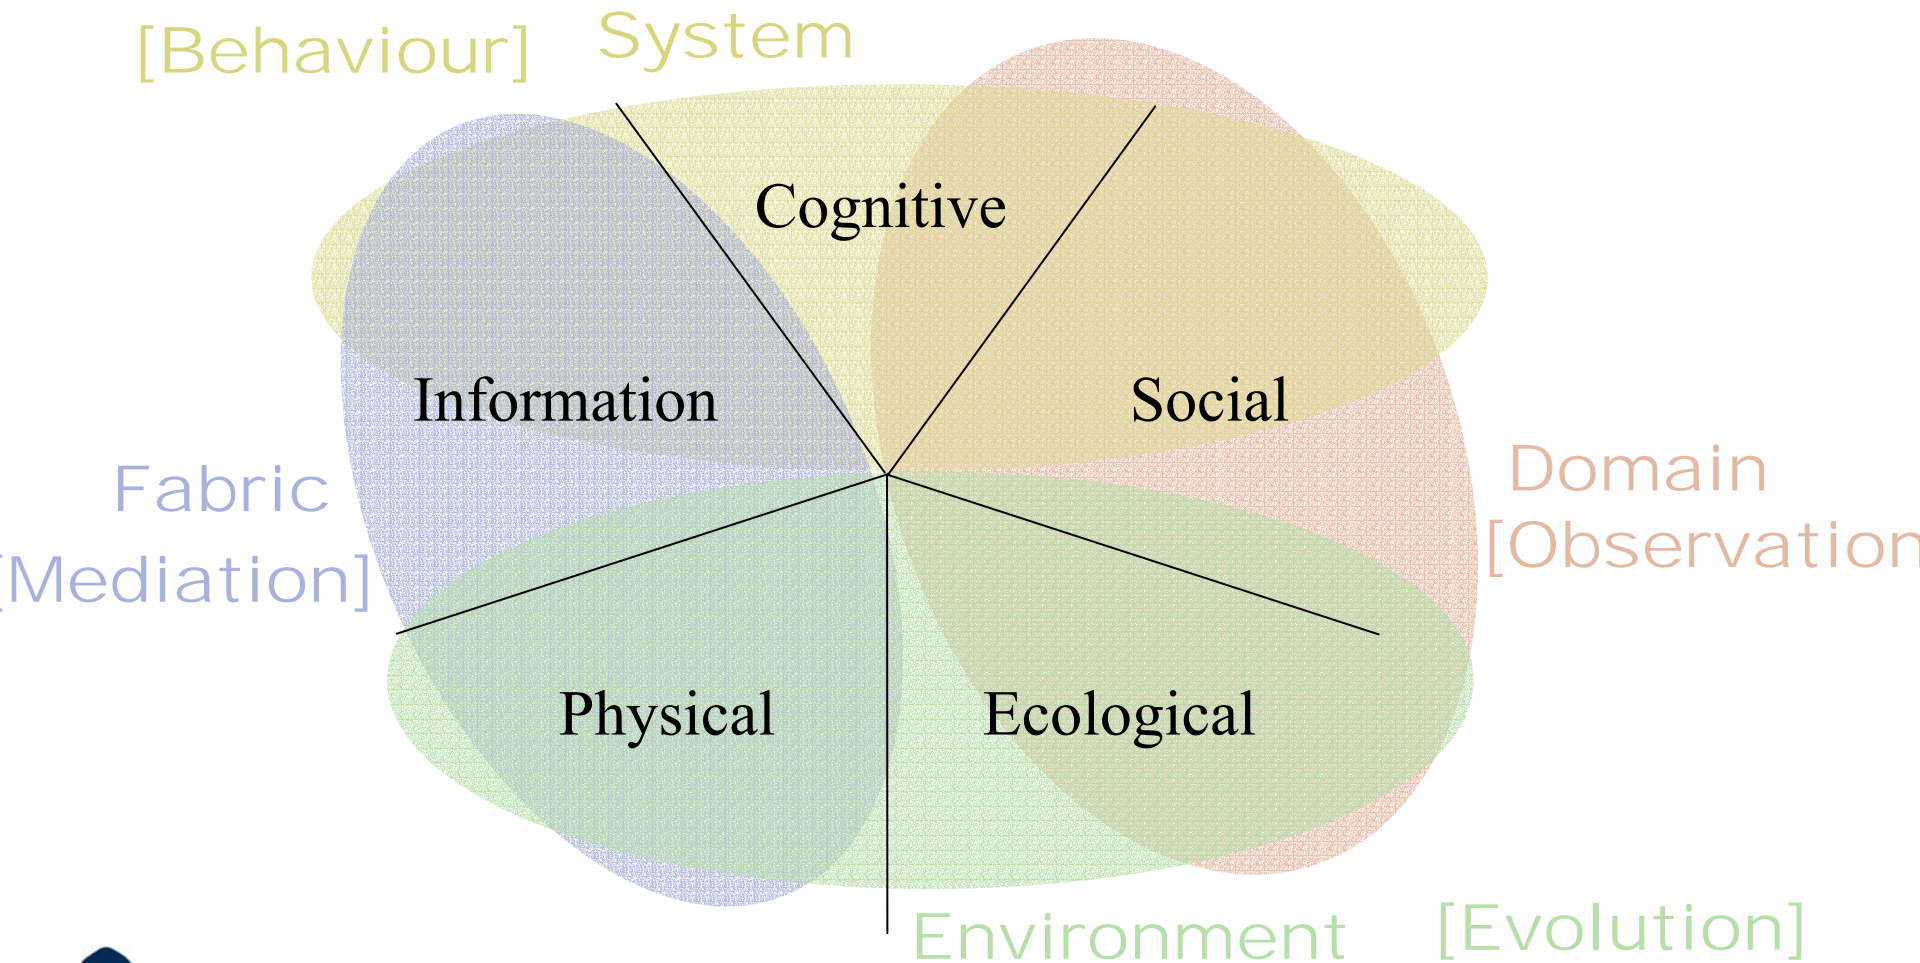 [Behaviour] System
Cognitive
Information
Social
Fabric
[Mediation]
Domain
[Observation
Physical
Ecological
Environment
[Evolution]